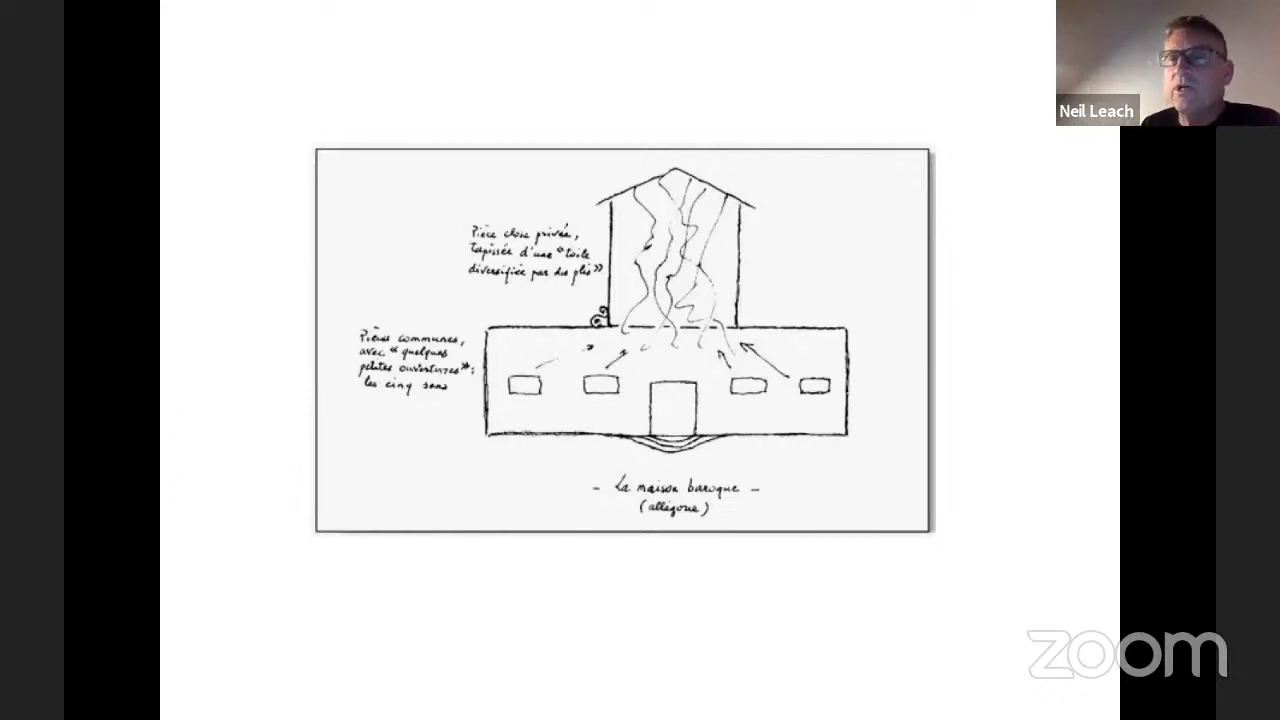 Neil Leach
Pièce close privée,
tapissée d'une "toile
diversifiée par des plis»
Pièces communes,
avec « quelques
petites ouvertures » :
les cinq sens
- La maison baroque -
(allégorie)
zoom